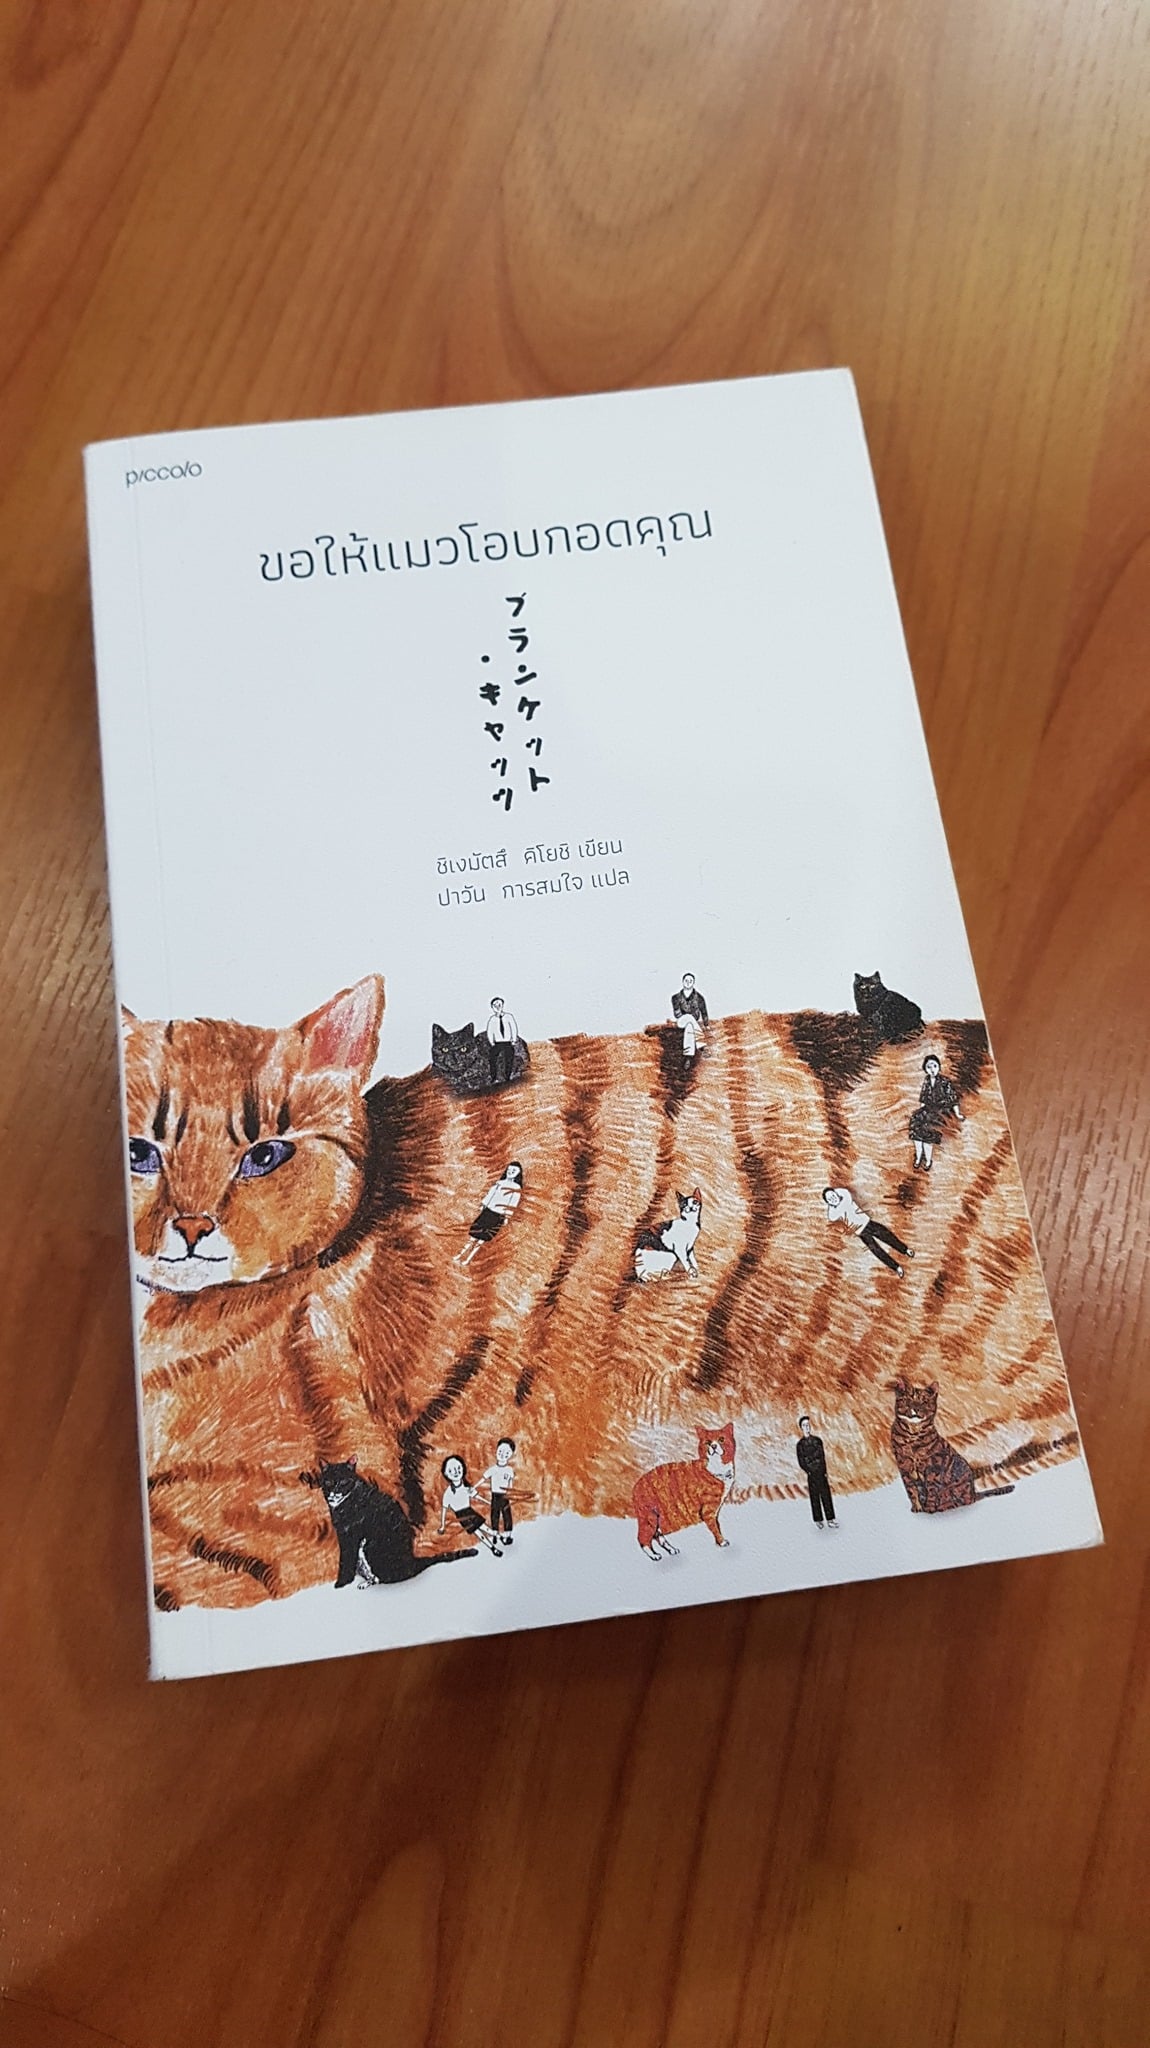 piccolo
ขอให้แมวโอบกอดคุณ
ブランケット
・キャッツ
ชิเงมัตสึ คิโยชิ เขียน
ปาวัน การสมใจ แปล